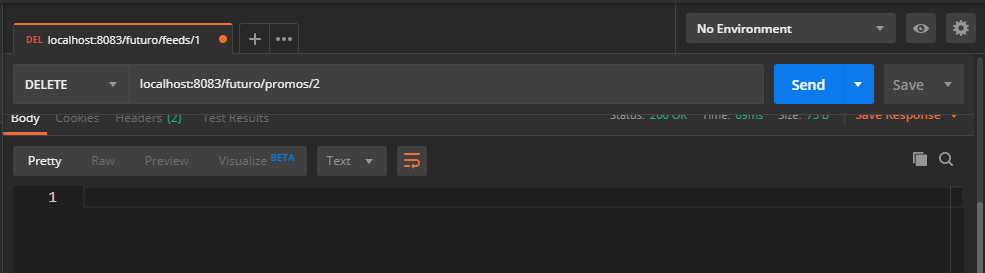 DEL localhost:8083/futuro/feeds/1
No Environment
DELETE localhost:8083/futuro/promos/2 Send Save
Body Cookies Headers (2) Test Results Status: 200 OK Time: 69ms Size: 75 B Save Response
Pretty Raw Preview Visualize BETA Text
1